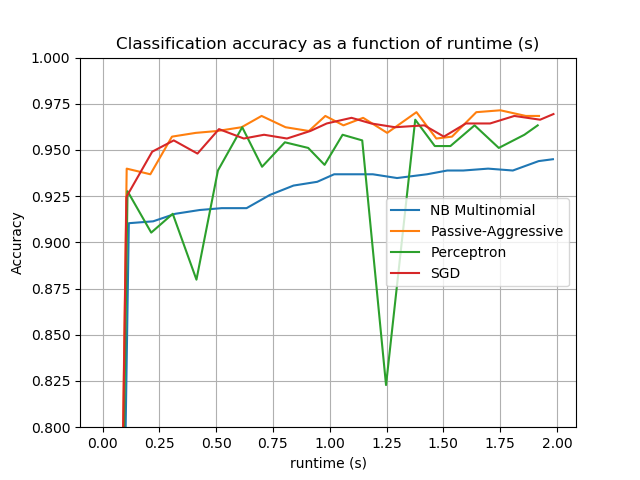 Classification accuracy as a function of runtime (s)
1.000
0.975
0.950
0.925
0.900
0.875
0.850
0.825
0.800
Accuracy
NB Multinomial
Passive-Aggressive
Perceptron
SGD
0.00 0.25 0.50 0.75 1.00 1.25 1.50 1.75 2.00
runtime (s)